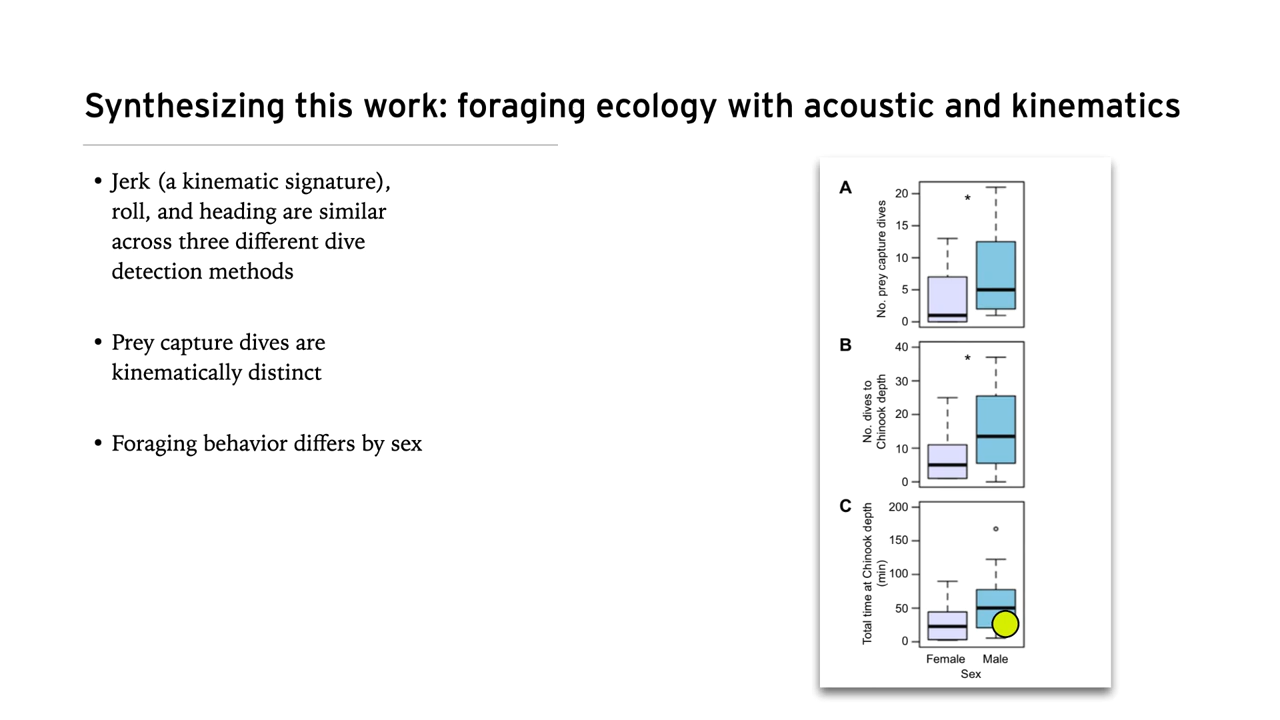 Synthesizing this work: foraging ecology with acoustic and kinematics
• Jerk (a kinematic signature),
roll, and heading are similar
across three different dive
detection methods
• Prey capture dives are
kinematically distinct
• Foraging behavior differs by sex
A
No. prey capture dives
20
15
10
5
0
*
B
No. dives to
Chinook depth
40
30
20
10
0
*
C
Total time at Chinook depth
(min)
200
150
100
50
0
Female Male
Sex